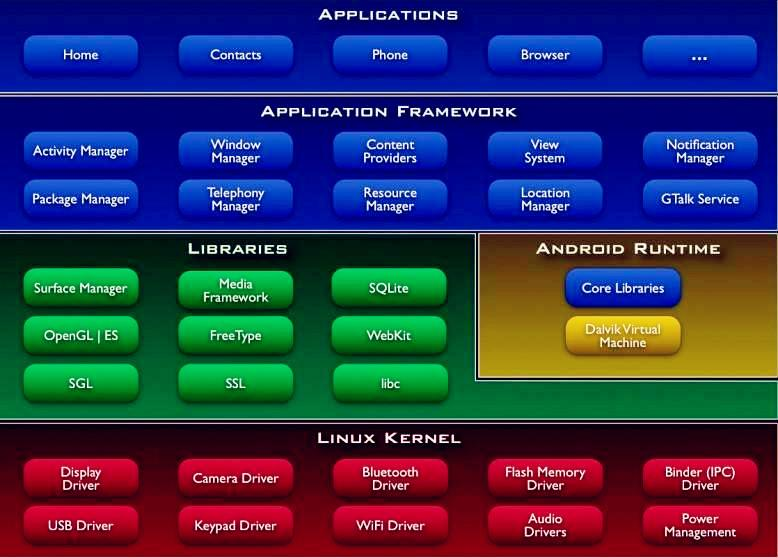 APPLICATIONS
Home
Contacts
Phone
Browser
...
APPLICATION FRAMEWORK
Activity Manager
Window
Manager
Content
Providers
View
System
Notification
Manager
Package Manager
Telephony
Manager
Resource
Manager
Location
Manager
GTalk Service
LIBRARIES
Surface Manager
Media
Framework
SQLite
OpenGL | ES
FreeType
WebKit
SGL
SSL
libc
ANDROID RUNTIME
Core Libraries
Dalvik Virtual
Machine
LINUX KERNEL
Display
Driver
Camera Driver
Bluetooth
Driver
Flash Memory
Driver
Binder (IPC)
Driver
USB Driver
Keypad Driver
WiFi Driver
Audio
Drivers
Power
Management